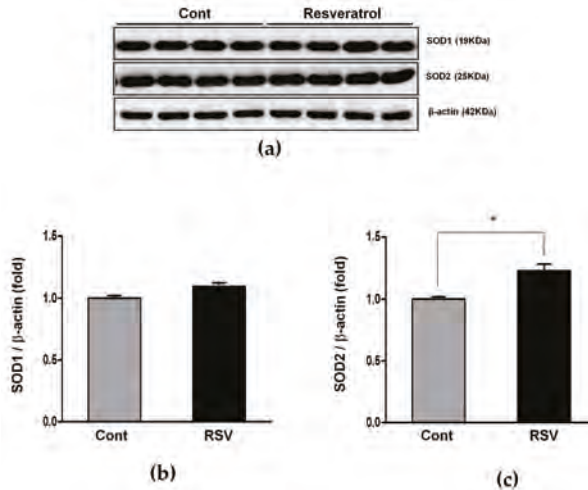 Cont Resveratrol
SOD1 (19KDa)
SOD2 (25KDa)
β-actin (42KDa)
(a)
SOD1 / β-actin (fold)
1.5
1.0
0.5
0.0
Cont RSV
(b)
SOD2 / β-actin (fold)
1.5
1.0
0.5
0.0
*
Cont RSV
(c)